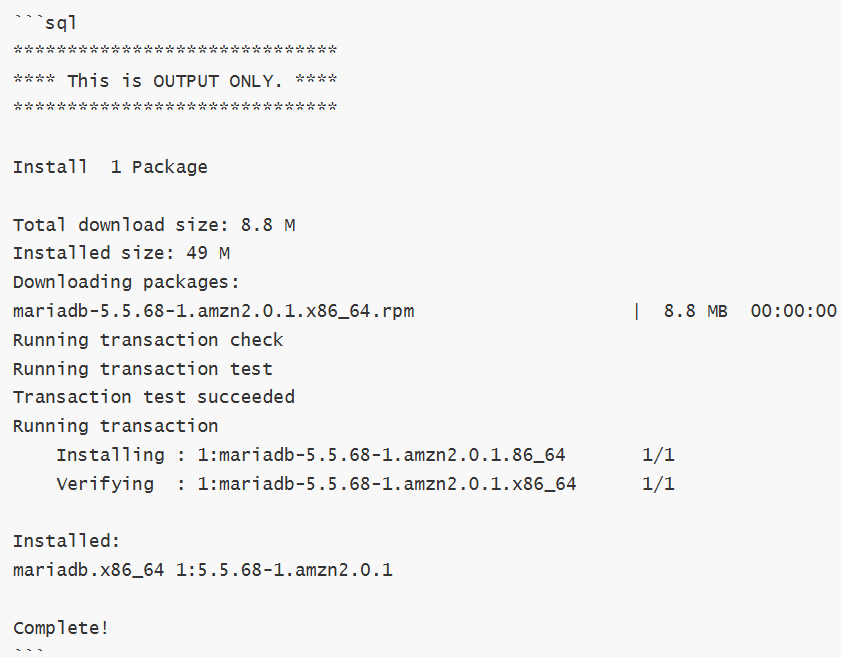 ```sql
******************************
**** This is OUTPUT ONLY. ****
******************************
Install  1 Package
Total download size: 8.8 M
Installed size: 49 M
Downloading packages:
mariadb-5.5.68-1.amzn2.0.1.x86_64.rpm                    |  8.8 MB  00:00:00
Running transaction check
Running transaction test
Transaction test succeeded
Running transaction
    Installing : 1:mariadb-5.5.68-1.amzn2.0.1.86_64       1/1
    Verifying  : 1:mariadb-5.5.68-1.amzn2.0.1.x86_64      1/1
Installed:
mariadb.x86_64 1:5.5.68-1.amzn2.0.1
Complete!
```